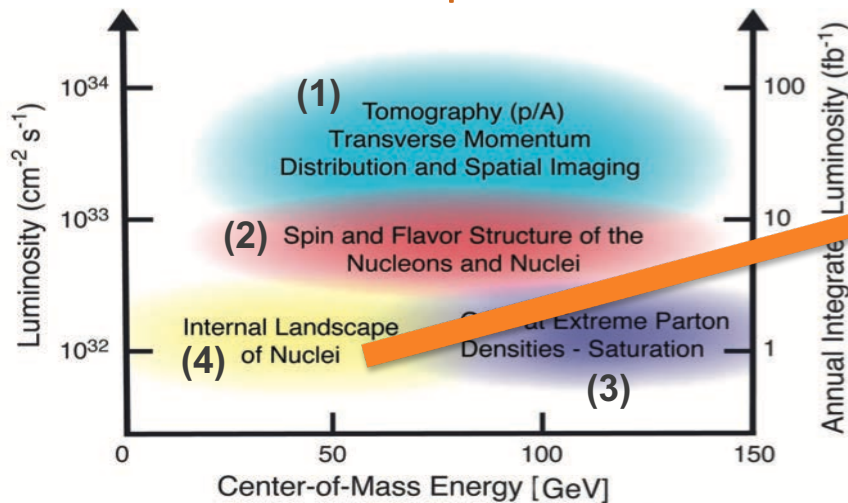 10³⁴
(1)
Tomography (p/A)
Transverse Momentum
Distribution and Spatial Imaging
100
Luminosity (cm⁻² s⁻¹)
10³³
(2)
Spin and Flavor Structure of the
Nucleons and Nuclei
10
Annual Luminosity (fb⁻¹)
Internal Landscape
of Nuclei
(4)
at Extreme Parton
Densities - Saturation
(3)
10³²
1
0
50
100
150
Center-of-Mass Energy [GeV]